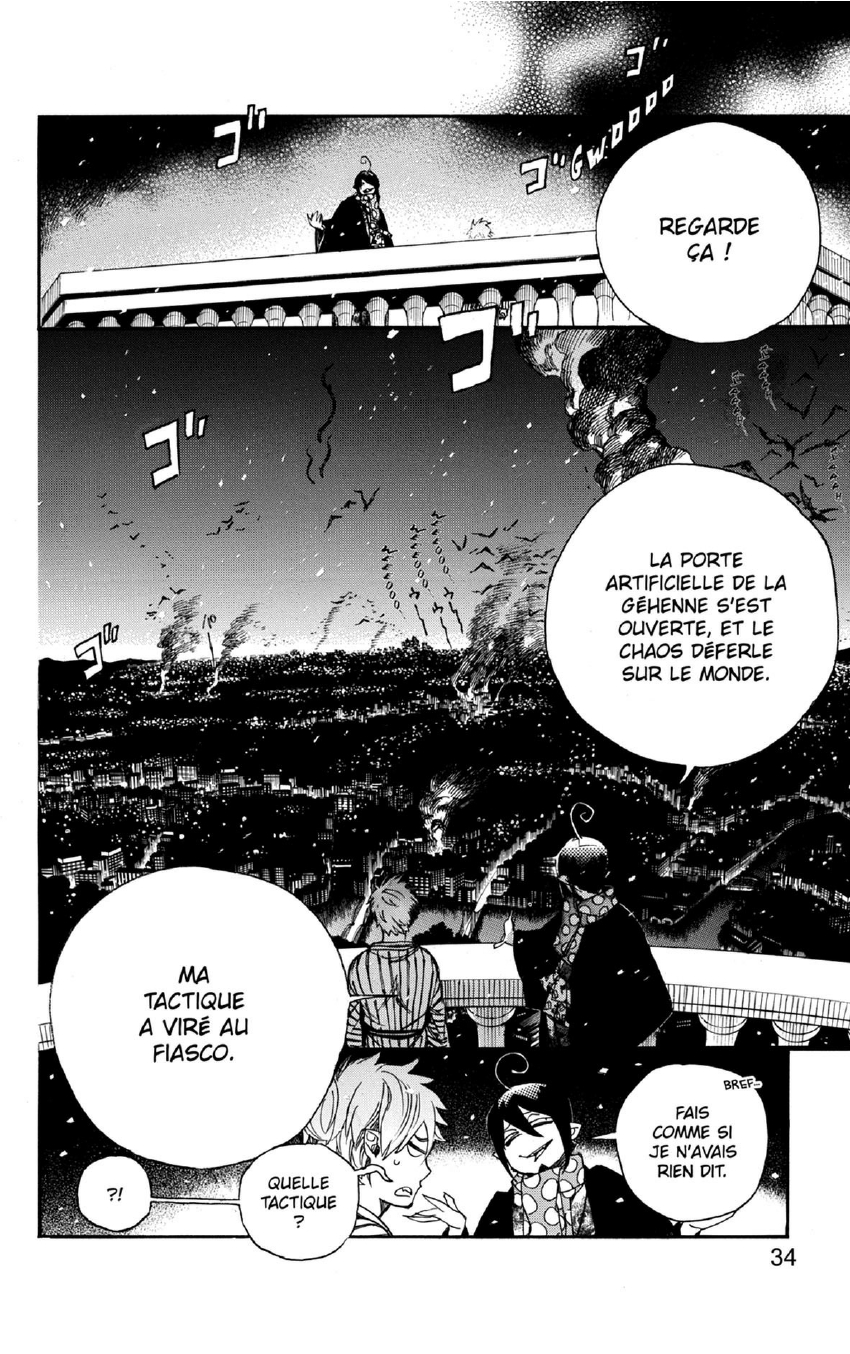 ゴ
ゴ
ゴ
GWOOOO
REGARDE
ÇA !
ゴ
ゴ
ゴ
LA PORTE
ARTIFICIELLE DE LA
GÉHENNE S'EST
OUVERTE, ET LE
CHAOS DÉFERLE
SUR LE MONDE.
MA
TACTIQUE
A VIRÉ AU
FIASCO.
BREF~
FAIS
COMME SI
JE N'AVAIS
RIEN DIT.
QUELLE
TACTIQUE
?
?!
34